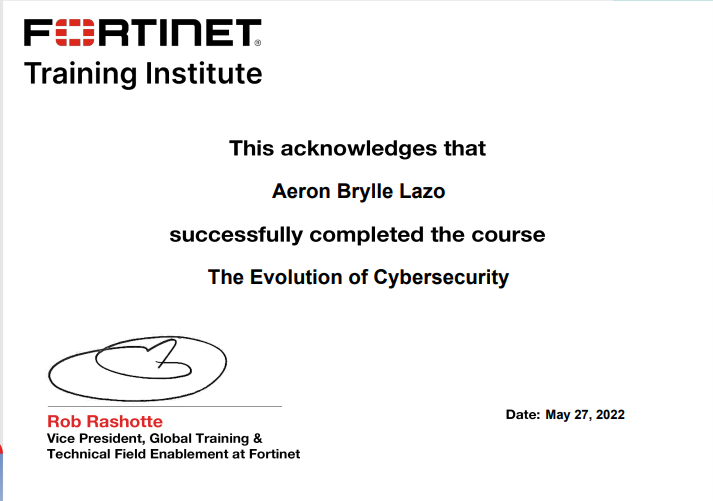 FORTINET®
Training Institute
This acknowledges that
Aeron Brylle Lazo
successfully completed the course
The Evolution of Cybersecurity
Rob Rashotte
Vice President, Global Training &
Technical Field Enablement at Fortinet
Date: May 27, 2022